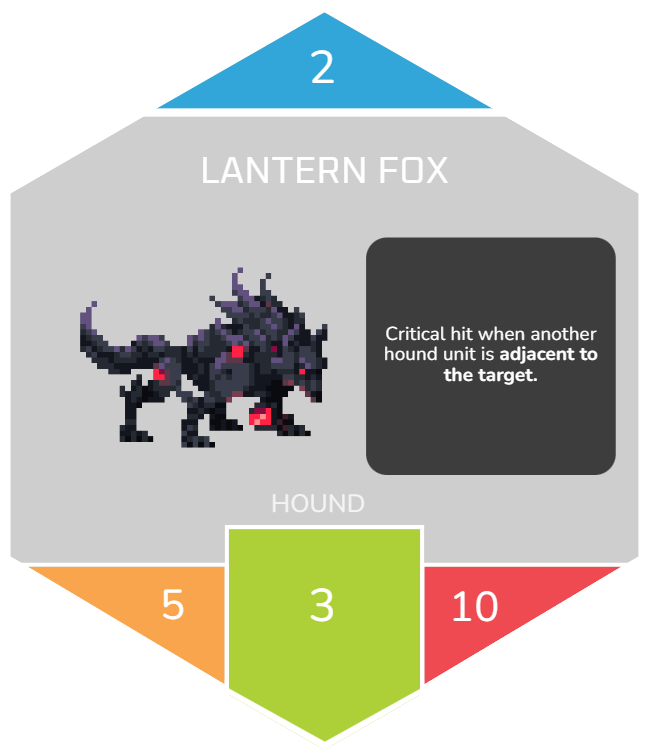 2
LANTERN FOX
Critical hit when another
hound unit is adjacent to
the target.
HOUND
5
3
10